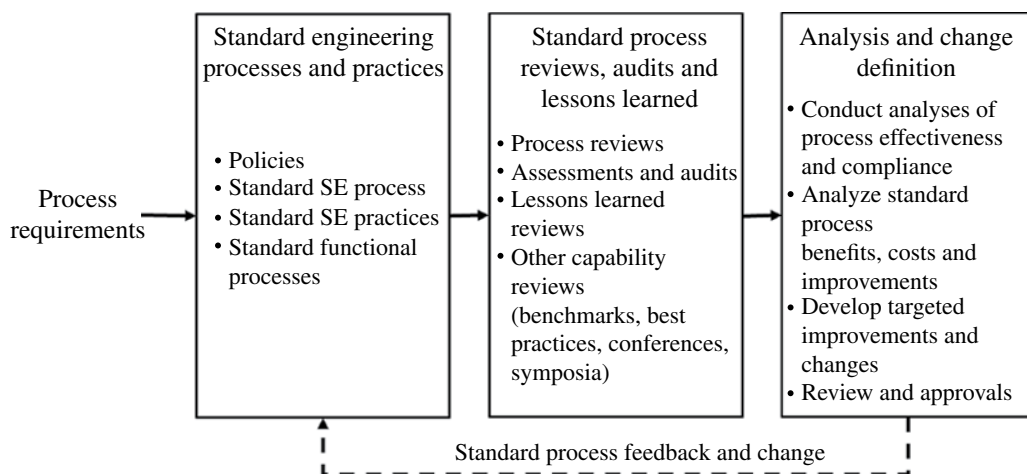 Process
requirements
Standard engineering
processes and practices
• Policies
• Standard SE process
• Standard SE practices
• Standard functional
processes
Standard process
reviews, audits and
lessons learned
• Process reviews
• Assessments and audits
• Lessons learned
reviews
• Other capability
reviews
(benchmarks, best
practices, conferences,
symposia)
Analysis and change
definition
• Conduct analyses of
process effectiveness
and compliance
• Analyze standard
process
benefits, costs and
improvements
• Develop targeted
improvements and
changes
• Review and approvals
Standard process feedback and change